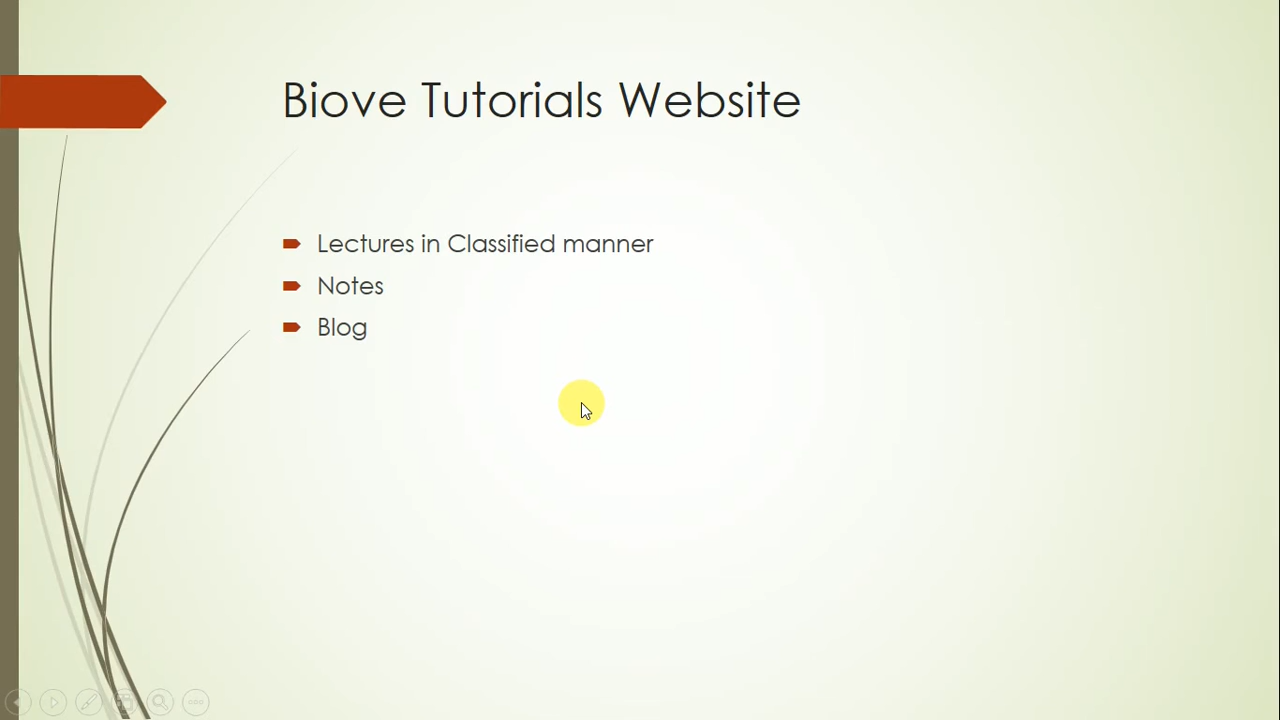 Biove Tutorials Website
Lectures in Classified manner
Notes
Blog